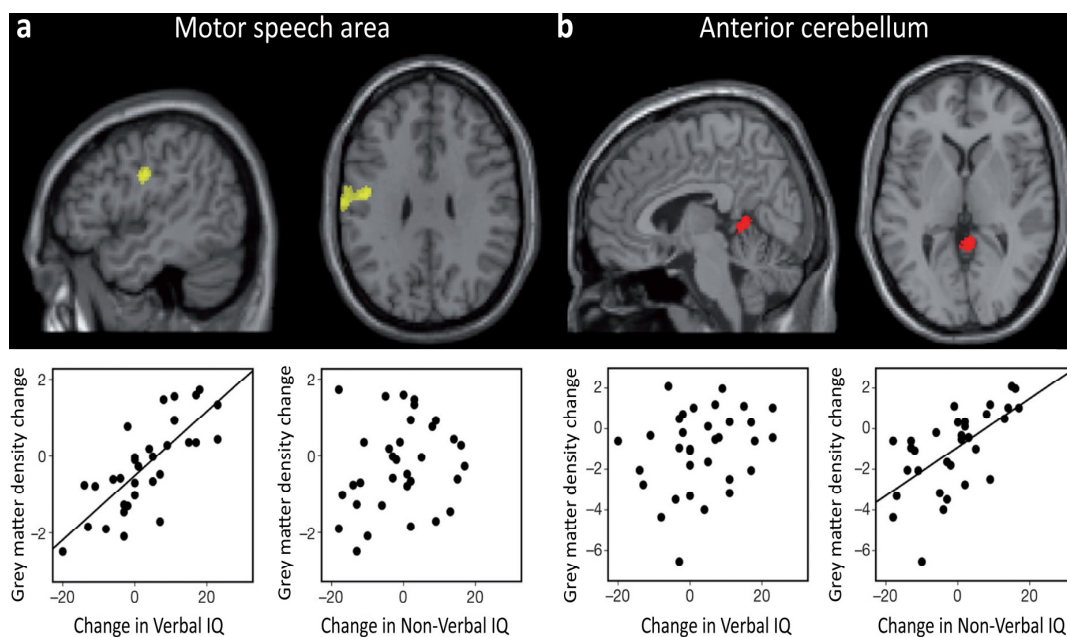 a Motor speech area
b Anterior cerebellum
Grey matter density change
2
0
−2
−20 0 20
Change in Verbal IQ
Grey matter density change
2
0
−2
−20 0 20
Change in Non-Verbal IQ
Grey matter density change
2
0
−2
−4
−6
−20 0 20
Change in Verbal IQ
Grey matter density change
2
0
−2
−4
−6
−20 0 20
Change in Non-Verbal IQ